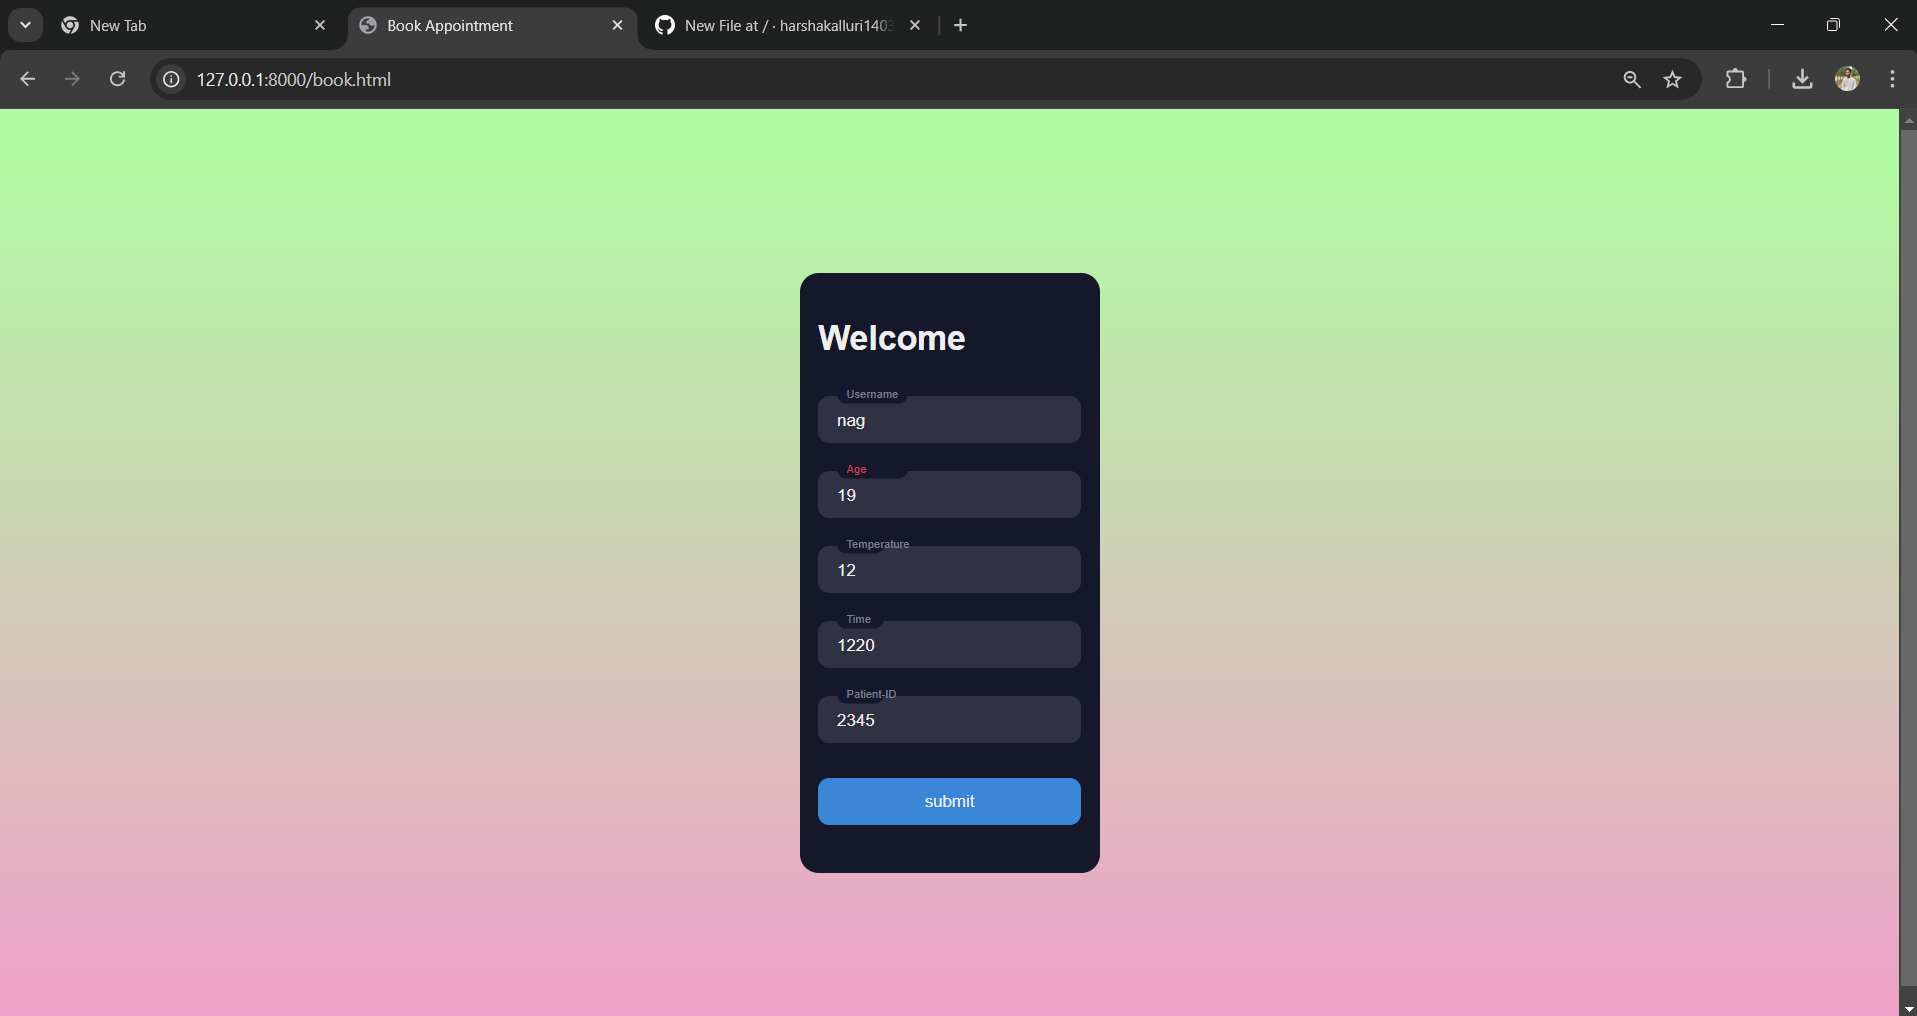 New Tab
Book Appointment
New File at / · harshakalluri1403
127.0.0.1:8000/book.html
Welcome
Username
nag
Age
19
Temperature
12
Time
1220
Patient-ID
2345
submit